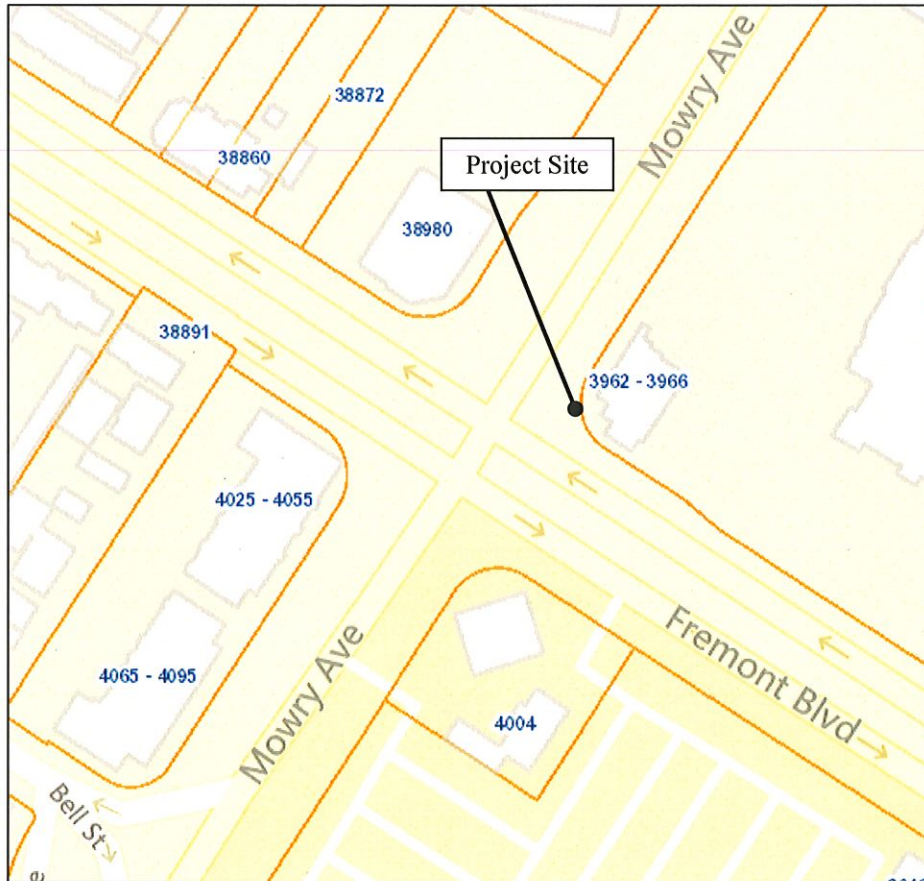 Mowry Ave
38872
38860
Project Site
38980
38891
3962 - 3966
4025 - 4055
Fremont Blvd
Mowry Ave
4065 - 4095
4004
Bell St